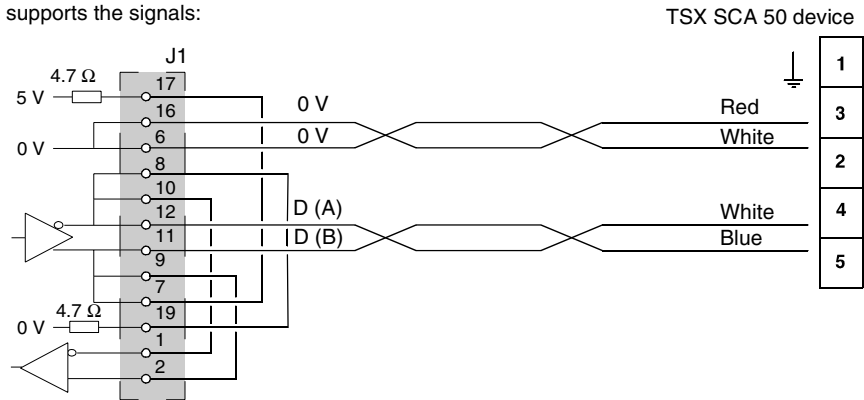 supports the signals:
TSX SCA 50 device
J1
4.7 Ω
5 V
17
16
0 V
Red
1
3
0 V
6
0 V
White
2
8
10
12
D (A)
White
4
11
D (B)
Blue
5
9
7
4.7 Ω
0 V
19
1
2